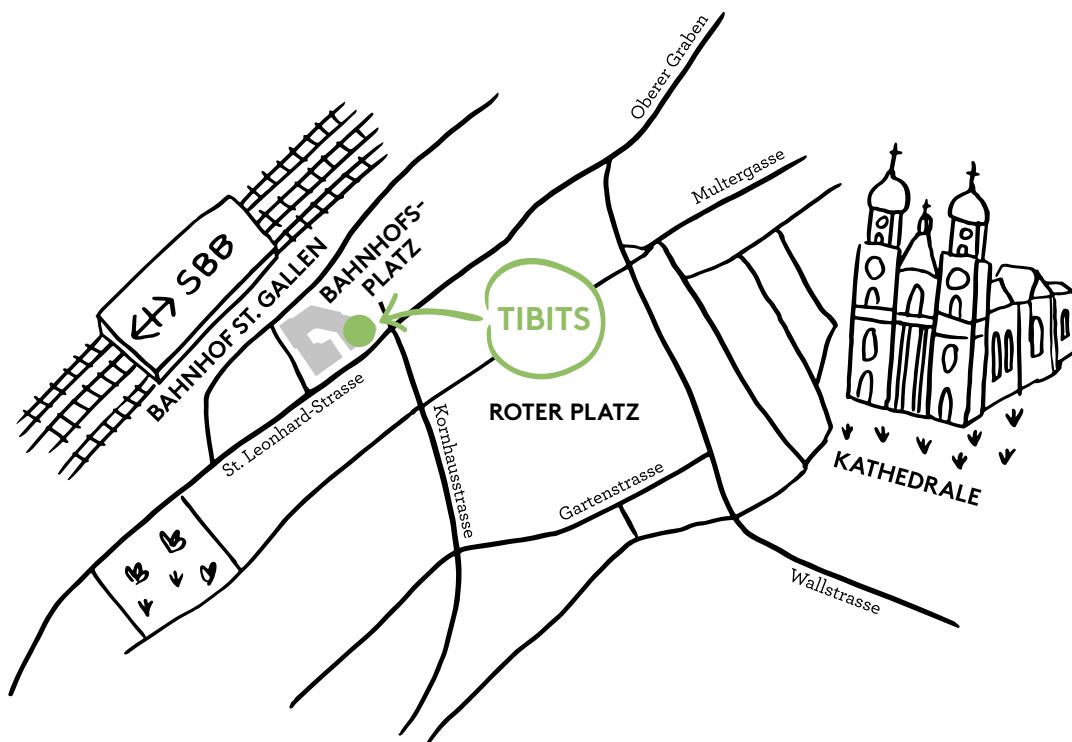 Oberer Graben
Multergasse
SBB
BAHNHOF ST. GALLEN
BAHNHOFS-
PLATZ
TIBITS
St. Leonhard-Strasse
ROTER PLATZ
Kornhausstrasse
Gartenstrasse
KATHEDRALE
Wallstrasse